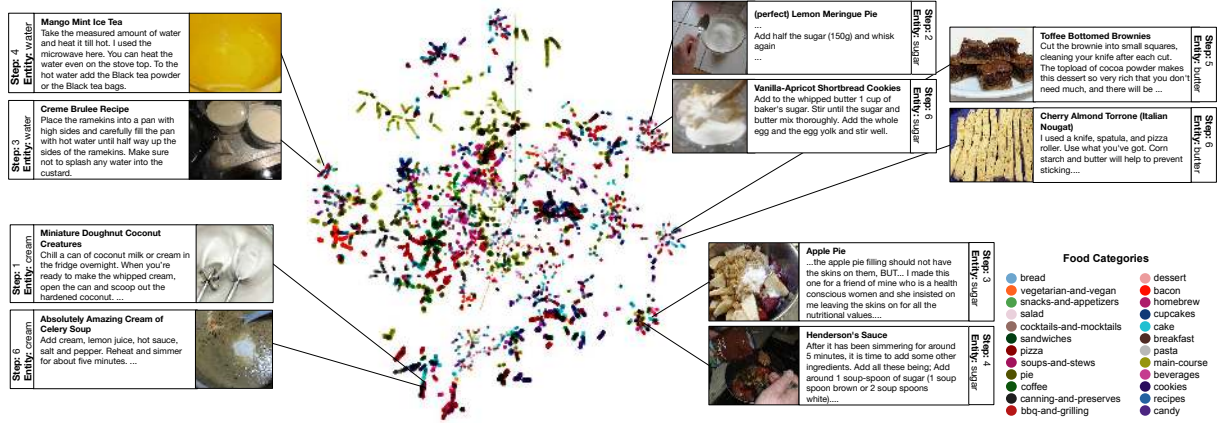 Step: 4
Entity: water
Mango Mint Ice Tea
Take the measured amount of water
and heat it till hot. I used the
microwave here. You can heat the
water even on the stove top. To the
hot water add the Black tea powder
or the Black tea bags.
Step: 3
Entity: water
Creme Brulee Recipe
Place the ramekins into a pan with
high sides and carefully fill the pan
with hot water until half way up the
sides of the ramekins. Make sure
not to splash any water into the
custard.
Step: 1
Entity: cream
Miniature Doughnut Coconut
Creatures
Chill a can of coconut milk or cream in
the fridge overnight. When you're
ready to make the whipped cream,
open the can and scoop out the
hardened coconut. ...
Step: 6
Entity: cream
Absolutely Amazing Cream of
Celery Soup
Add cream, lemon juice, hot sauce,
salt and pepper. Reheat and simmer
for about five minutes. ...
(perfect) Lemon Meringue Pie
...
Add half the sugar (150g) and whisk
again
...
Step: 2
Entity: sugar
Vanilla-Apricot Shortbread Cookies
Add to the whipped butter 1 cup of
baker's sugar. Stir until the sugar and
butter mix thoroughly. Add the whole
egg and the egg yolk and stir well.
Step: 6
Entity: sugar
Toffee Bottomed Brownies
Cut the brownie into small squares,
cleaning your knife after each cut.
The topload of cocoa powder makes
this dessert so very rich that you don't
need much, and there will be ...
Step: 5
Entity: butter
Cherry Almond Torrone (Italian
Nougat)
I used a knife, spatula, and pizza
roller. Use what you've got. Corn
starch and butter will help to prevent
sticking....
Step: 6
Entity: butter
Apple Pie
...the apple pie filling should not have
the skins on them, BUT... I made this
one for a friend of mine who is a health
conscious women and she insisted on
me leaving the skins on for all the
nutritional values....
Step: 3
Entity: sugar
Henderson's Sauce
After it has been simmering for around
5 minutes, it is time to add some other
ingredients. Add all these being; Add
around 1 soup-spoon of sugar (1 soup
spoon brown or 2 soup spoons
white)....
Step: 4
Entity: sugar
Food Categories
bread
vegetarian-and-vegan
snacks-and-appetizers
salad
cocktails-and-mocktails
sandwiches
pizza
soups-and-stews
pie
coffee
canning-and-preserves
bbq-and-grilling
dessert
bacon
homebrew
cupcakes
cake
breakfast
pasta
main-course
beverages
cookies
recipes
candy